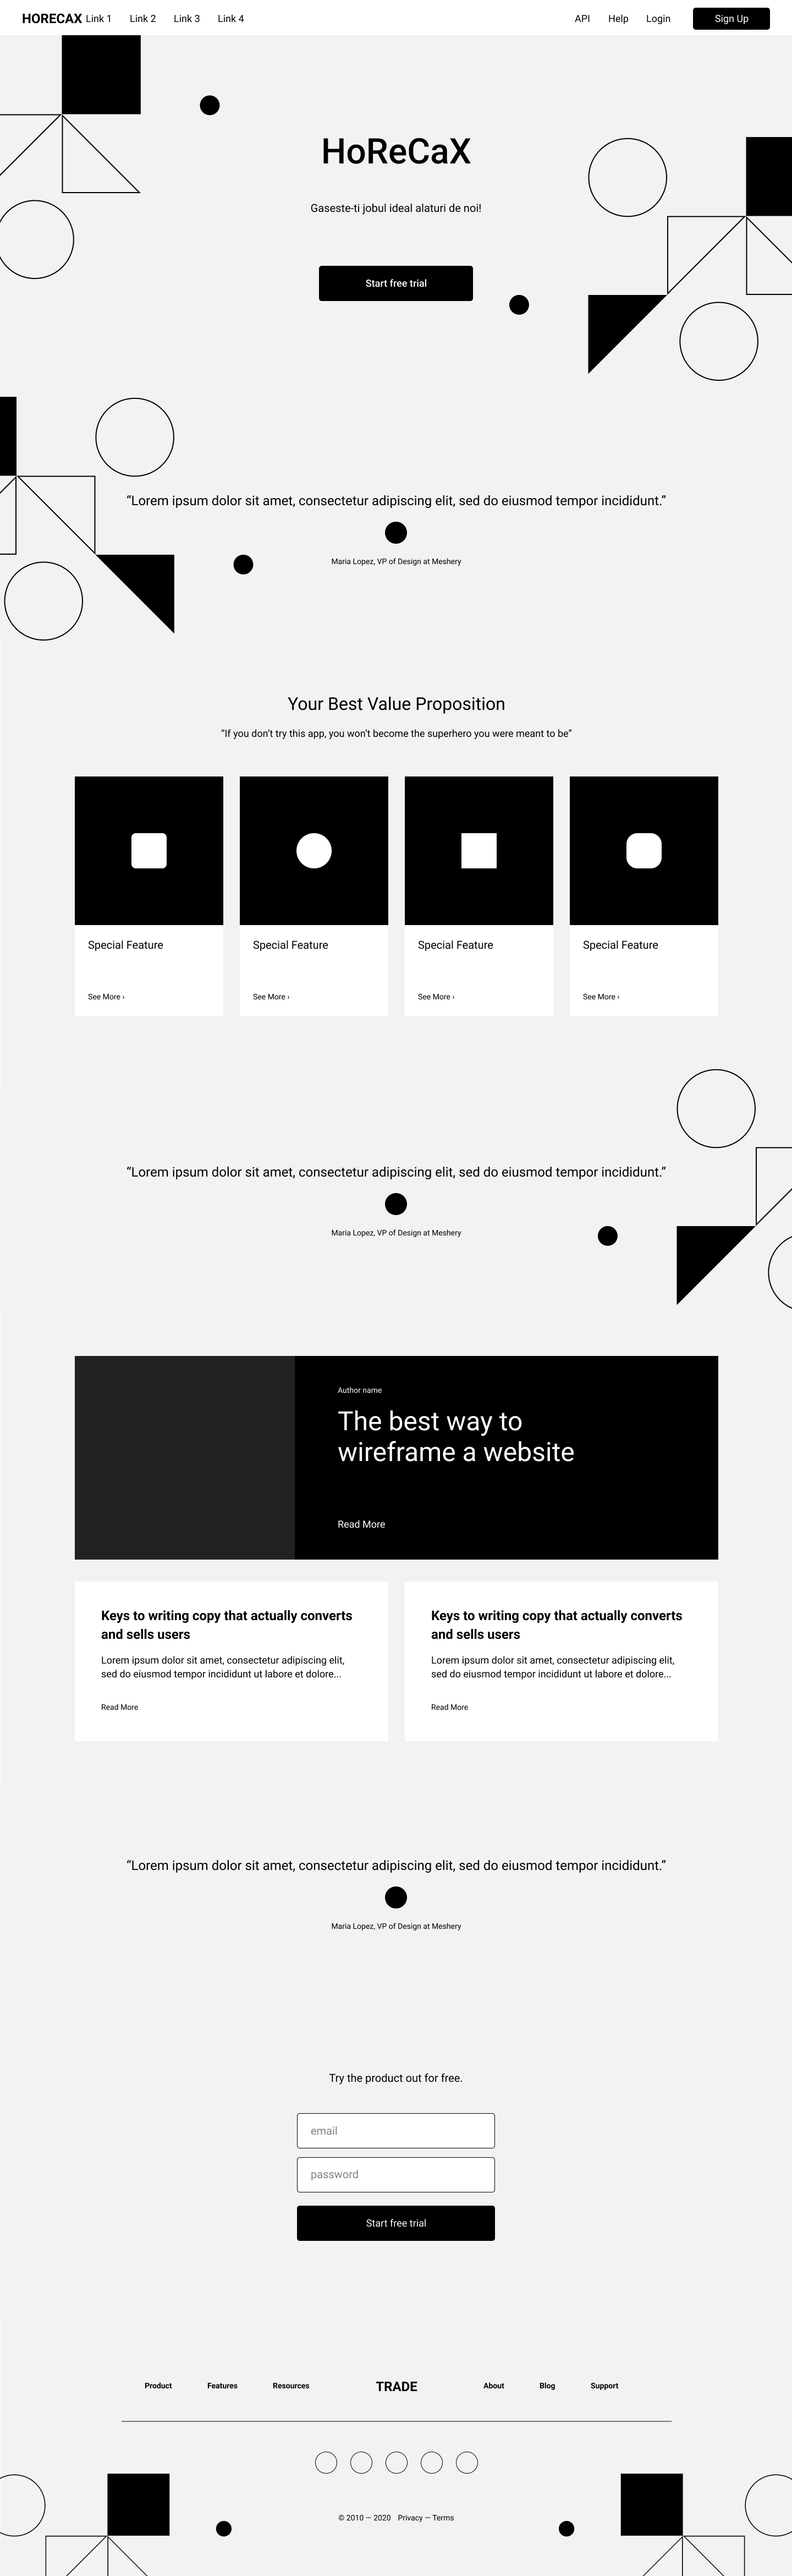 HORECAX Link 1 Link 2 Link 3 Link 4 API Help Login Sign Up
HoReCaX
Gaseste-ti jobul ideal alaturi de noi!
Start free trial
“Lorem ipsum dolor sit amet, consectetur adipiscing elit, sed do eiusmod tempor incididunt.”
Maria Lopez, VP of Design at Meshery
Your Best Value Proposition
“If you don’t try this app, you won’t become the superhero you were meant to be”
Special Feature Special Feature Special Feature Special Feature
See More › See More › See More › See More ›
“Lorem ipsum dolor sit amet, consectetur adipiscing elit, sed do eiusmod tempor incididunt.”
Maria Lopez, VP of Design at Meshery
Author name
The best way to
wireframe a website
Read More
Keys to writing copy that actually converts
and sells users
Lorem ipsum dolor sit amet, consectetur adipiscing elit,
sed do eiusmod tempor incididunt ut labore et dolore...
Read More
Keys to writing copy that actually converts
and sells users
Lorem ipsum dolor sit amet, consectetur adipiscing elit,
sed do eiusmod tempor incididunt ut labore et dolore...
Read More
“Lorem ipsum dolor sit amet, consectetur adipiscing elit, sed do eiusmod tempor incididunt.”
Maria Lopez, VP of Design at Meshery
Try the product out for free.
email
password
Start free trial
Product Features Resources TRADE About Blog Support
© 2010 — 2020 Privacy — Terms